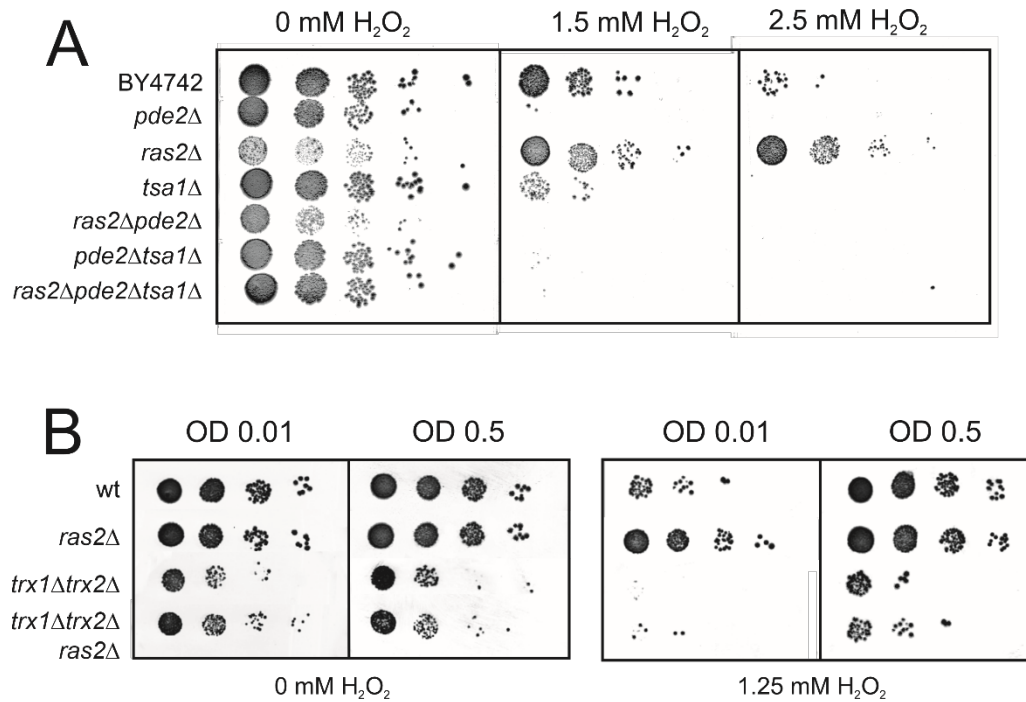 A
0 mM H₂O₂ 1.5 mM H₂O₂ 2.5 mM H₂O₂
BY4742
pde2Δ
ras2Δ
tsa1Δ
ras2Δpde2Δ
pde2Δtsa1Δ
ras2Δpde2Δtsa1Δ
B
OD 0.01 OD 0.5 OD 0.01 OD 0.5
wt
ras2Δ
trx1Δtrx2Δ
trx1Δtrx2Δ
ras2Δ
0 mM H₂O₂ 1.25 mM H₂O₂